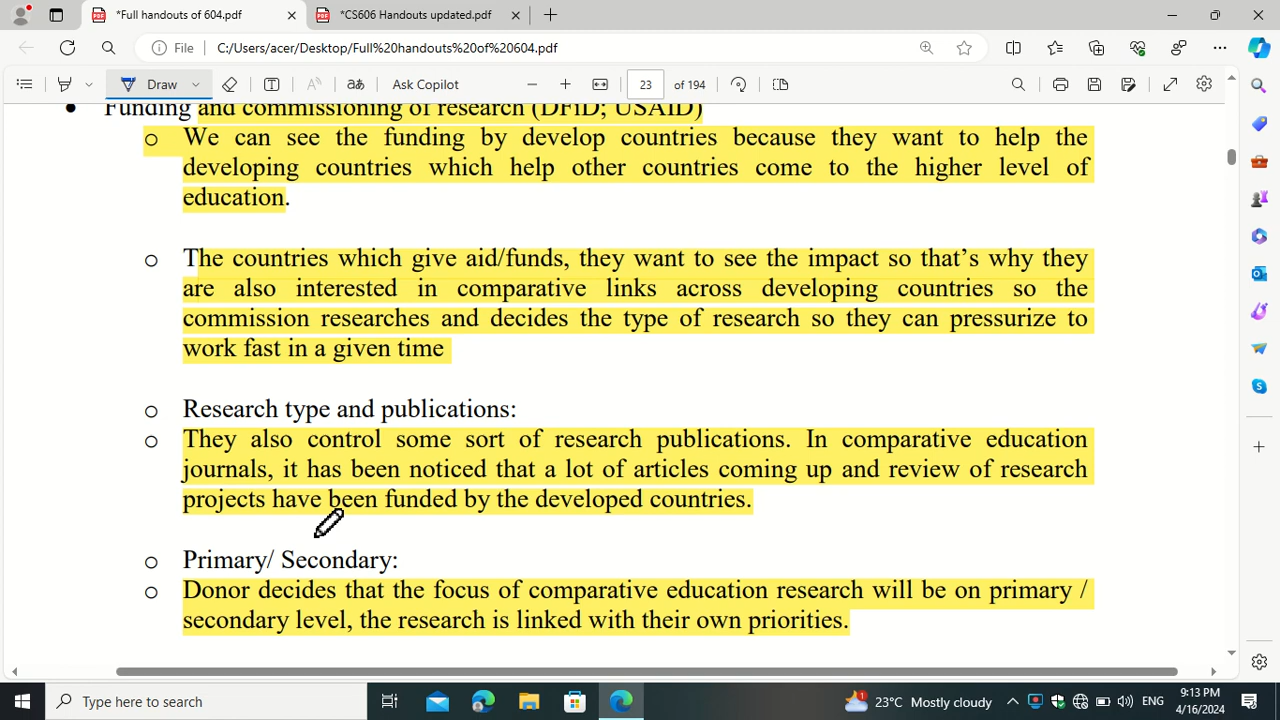 *Full handouts of 604.pdf
*CS606 Handouts updated.pdf
File C:/Users/acer/Desktop/Full%20handouts%20of%20604.pdf
Draw
Ask Copilot
23 of 194
• Funding and commissioning of research (DFID; USAID)
o We can see the funding by develop countries because they want to help the
developing countries which help other countries come to the higher level of
education.
o The countries which give aid/funds, they want to see the impact so that’s why they
are also interested in comparative links across developing countries so the
commission researches and decides the type of research so they can pressurize to
work fast in a given time
o Research type and publications:
o They also control some sort of research publications. In comparative education
journals, it has been noticed that a lot of articles coming up and review of research
projects have been funded by the developed countries.
o Primary/ Secondary:
o Donor decides that the focus of comparative education research will be on primary /
secondary level, the research is linked with their own priorities.
Type here to search
23°C Mostly cloudy
ENG
9:13 PM
4/16/2024